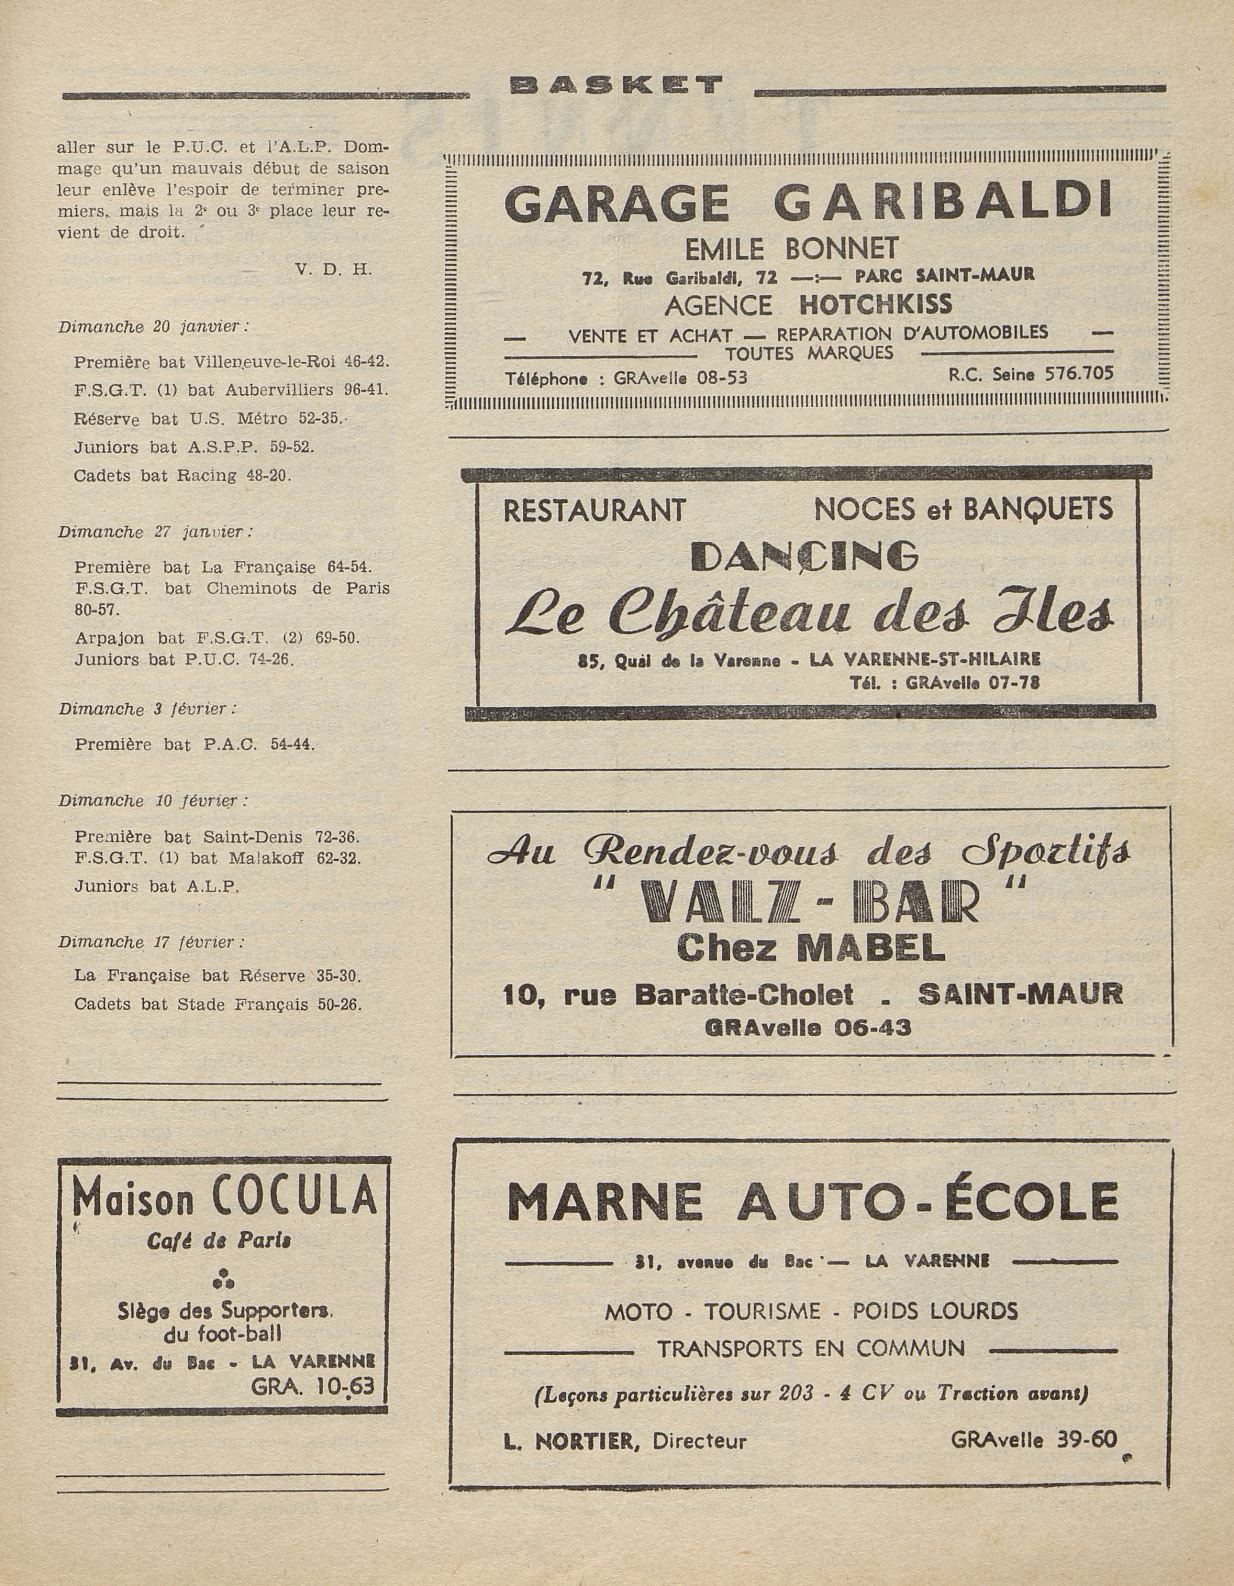 BASKET
aller sur le P.U.C. et l'A.L.P. Dom-
mage qu'un mauvais début de saison
leur enlève l'espoir de terminer pre-
miers, mais la 2e ou 3e place leur re-
vient de droit.
V. D. H.
Dimanche 20 janvier :
Première bat Villeneuve-le-Roi 46-42.
F.S.G.T. (1) bat Aubervilliers 96-41.
Réserve bat U.S. Métro 52-35.
Juniors bat A.S.P.P. 59-52.
Cadets bat Racing 48-20.
Dimanche 27 janvier :
Première bat La Française 64-54.
F.S.G.T. bat Cheminots de Paris
80-57.
Arpajon bat F.S.G.T. (2) 69-50.
Juniors bat P.U.C. 74-26.
Dimanche 3 février :
Première bat P.A.C. 54-44.
Dimanche 10 février :
Première bat Saint-Denis 72-36.
F.S.G.T. (1) bat Malakoff 62-32.
Juniors bat A.L.P.
Dimanche 17 février :
La Française bat Réserve 35-30.
Cadets bat Stade Français 50-26.
Maison COCULA
Café de Paris
Siège des Supporters.
du foot-ball
31, Av. du Bac - LA VARENNE
GRA. 10-63
GARAGE GARIBALDI
EMILE BONNET
72, Rue Garibaldi, 72 —:— PARC SAINT-MAUR
AGENCE HOTCHKISS
— VENTE ET ACHAT — REPARATION D'AUTOMOBILES —
TOUTES MARQUES
Téléphone : GRAvelle 08-53 R.C. Seine 576.705
RESTAURANT NOCES et BANQUETS
DANCING
Le Château des Iles
85, Quai de la Varenne - LA VARENNE-ST-HILAIRE
Tél. : GRAvelle 07-78
Au Rendez-vous des Sportifs
" VALZ-BAR "
Chez MABEL
10, rue Baratte-Cholet . SAINT-MAUR
GRAvelle 06-43
MARNE AUTO-ÉCOLE
31, avenue du Bac — LA VARENNE
MOTO - TOURISME - POIDS LOURDS
TRANSPORTS EN COMMUN
(Leçons particulières sur 203 - 4 CV ou Traction avant)
L. NORTIER, Directeur GRAvelle 39-60